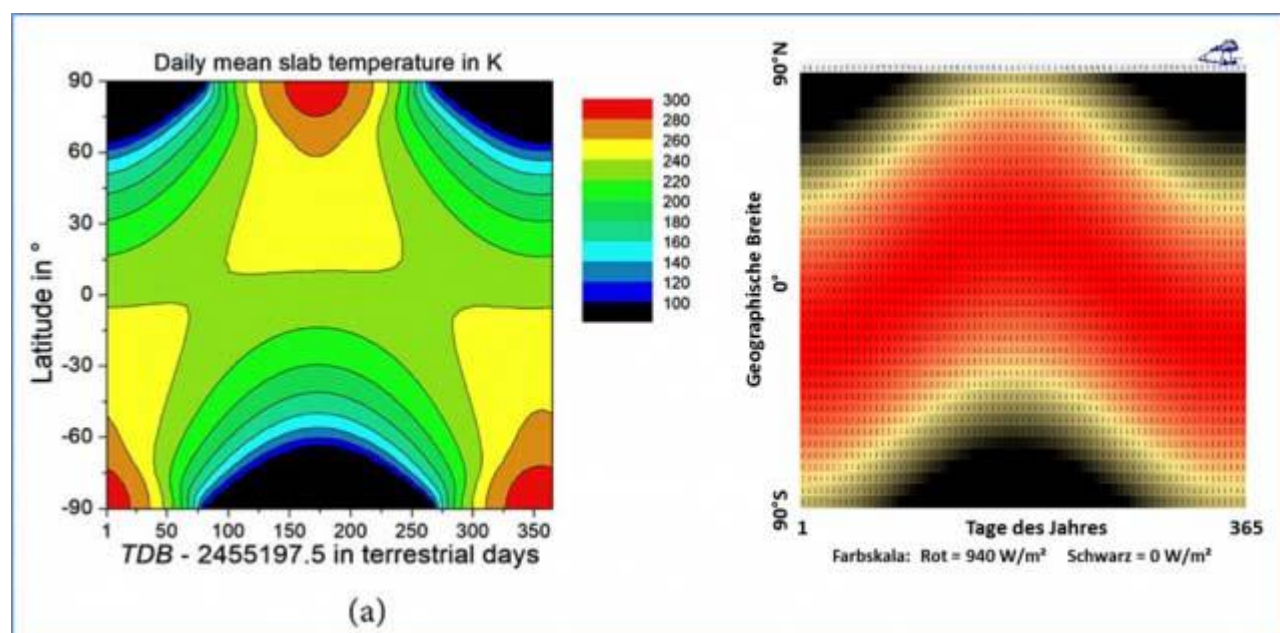 Daily mean slab temperature in K
90
60
30
0
-30
-60
-90
Latitude in °
1 50 100 150 200 250 300 350
TDB - 2455197.5 in terrestrial days
(a)
300
280
260
240
220
200
180
160
140
120
100
90°N
0°
90°S
Geographische Breite
1 Tage des Jahres 365
Farbskala: Rot = 940 W/m² Schwarz = 0 W/m²